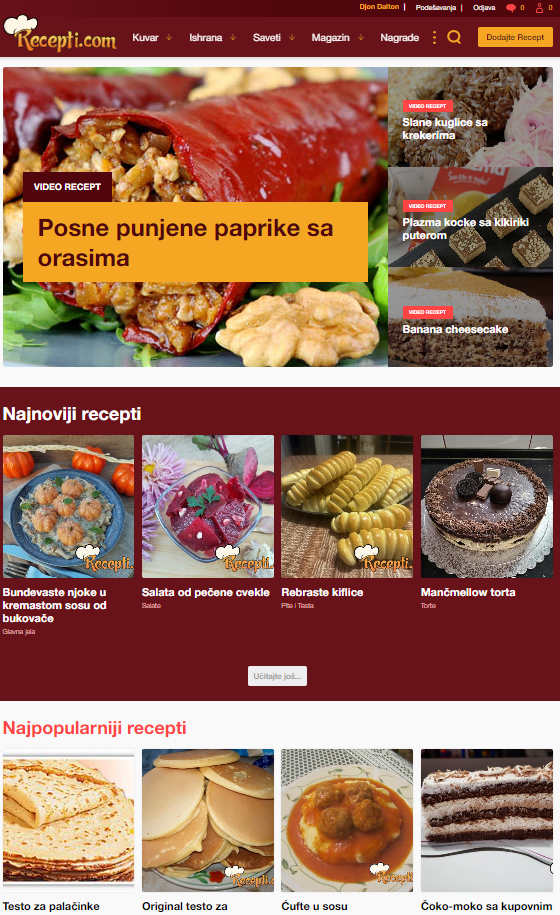 Djon Dalton | Podešavanja | Odjava 0 0
Recepti.com
Kuvar Ishrana Saveti Magazin Nagrade
Dodajte Recept
VIDEO RECEPT
Posne punjene paprike sa
orasima
VIDEO RECEPT
Slane kuglice sa
krekerima
VIDEO RECEPT
Plazma kocke sa kikiriki
puterom
VIDEO RECEPT
Banana cheesecake
Najnoviji recepti
Bundevaste njoke u
kremastom sosu od
bukovače
Glavna jela
Salata od pečene cvekle
Salate
Rebraste kiflice
Pite i Testa
Mančmellow torta
Torte
Učitajte još...
Najpopularniji recepti
Testo za palačinke
Original testo za
Ćufte u sosu
Čoko-moko sa kupovnim